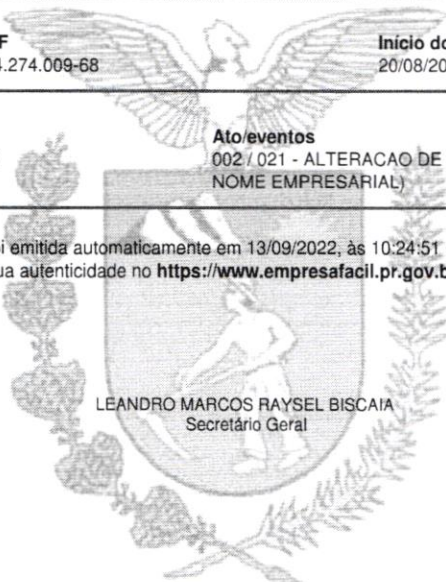 F
Início do
.274.009-68
20/08/20
Ato/eventos
002 / 021 - ALTERACAO DE
NOME EMPRESARIAL)
oi emitida automaticamente em 13/09/2022, às 10:24:51
ua autenticidade no https://www.empresafacil.pr.gov.b
LEANDRO MARCOS RAYSEL BISCAIA
Secretário Geral